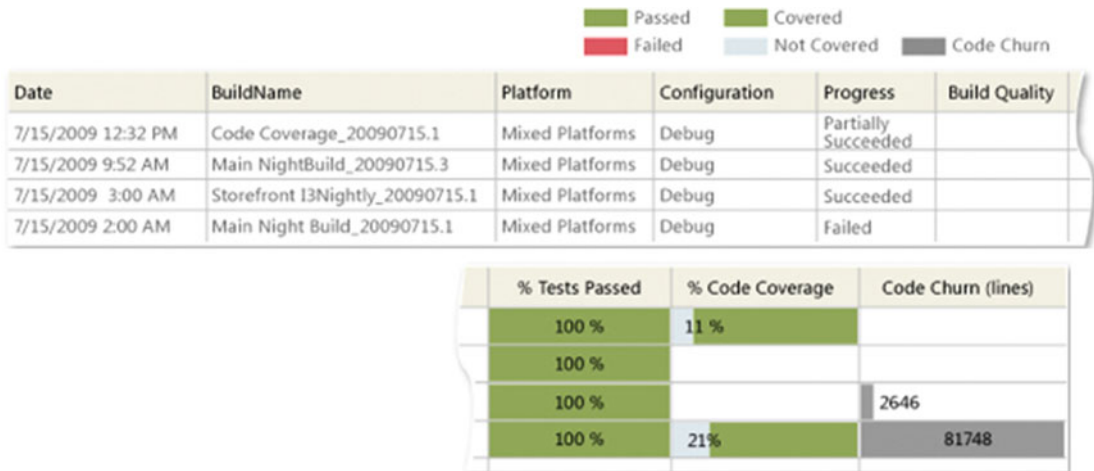 Passed Covered
Failed Not Covered Code Churn
Date BuildName Platform Configuration Progress Build Quality
7/15/2009 12:32 PM Code Coverage_20090715.1 Mixed Platforms Debug Partially Succeeded
7/15/2009 9:52 AM Main NightBuild_20090715.3 Mixed Platforms Debug Succeeded
7/15/2009 3:00 AM Storefront I3Nightly_20090715.1 Mixed Platforms Debug Succeeded
7/15/2009 2:00 AM Main Night Build_20090715.1 Mixed Platforms Debug Failed
% Tests Passed % Code Coverage Code Churn (lines)
100 % 11 %
100 %
100 % 2646
100 % 21% 81748